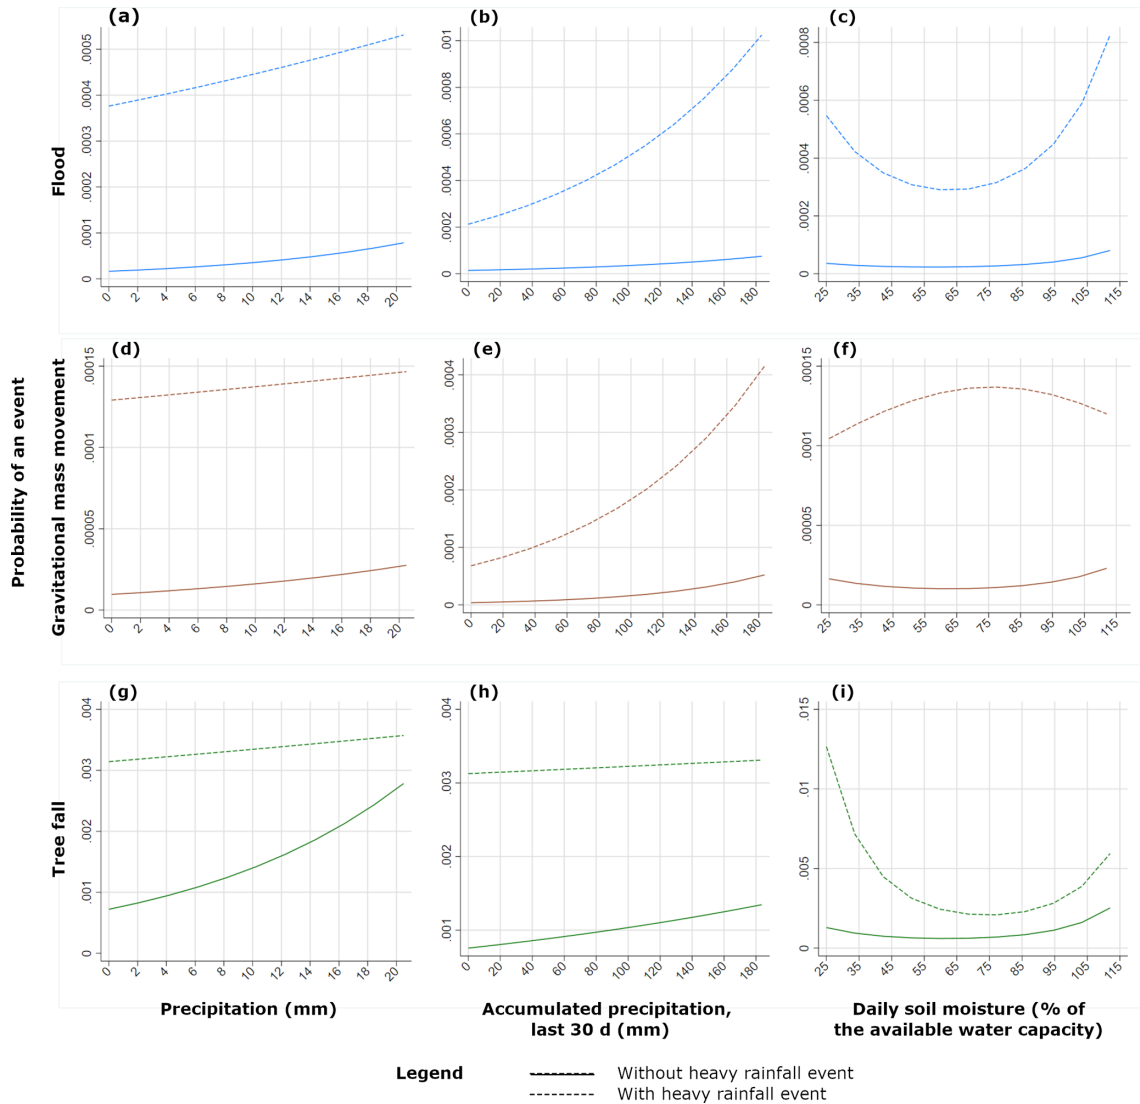 (a)
(b)
(c)
.0005
.0004
.0003
.0002
.0001
0
.001
.0008
.0006
.0004
.0002
0
.0008
.0006
.0004
.0002
0
Flood
0 2 4 6 8 10 12 14 16 18 20
0 20 40 60 80 100 120 140 160 180
25 35 45 55 65 75 85 95 105 115
(d)
(e)
(f)
.00015
.0001
.00005
0
.0004
.0003
.0002
.0001
0
.00015
.0001
.00005
0
Probability of an event
Gravitational mass movement
0 2 4 6 8 10 12 14 16 18 20
0 20 40 60 80 100 120 140 160 180
25 35 45 55 65 75 85 95 105 115
(g)
(h)
(i)
.004
.003
.002
.001
0
.004
.003
.002
.001
.015
.01
.005
0
Tree fall
0 2 4 6 8 10 12 14 16 18 20
0 20 40 60 80 100 120 140 160 180
25 35 45 55 65 75 85 95 105 115
Precipitation (mm)
Accumulated precipitation,
last 30 d (mm)
Daily soil moisture (% of
the available water capacity)
Legend
Without heavy rainfall event
With heavy rainfall event